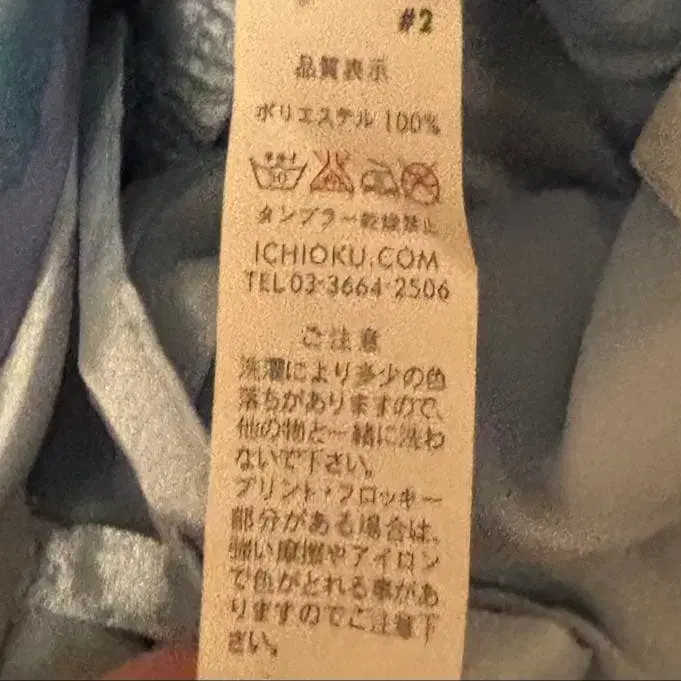 #2
品質表示
ポリエステル 100%
タンブラー乾燥禁止
ICHIOKU.COM
TEL 03-3664-2506
ご注意
洗濯により多少の色
落ちがありますので、
他の物と一緒に洗わ
ないで下さい。
プリント・フロッキー
部分がある場合は、
強い摩擦やアイロン
で色がとれる事があ
りますのでご注意下
さい。